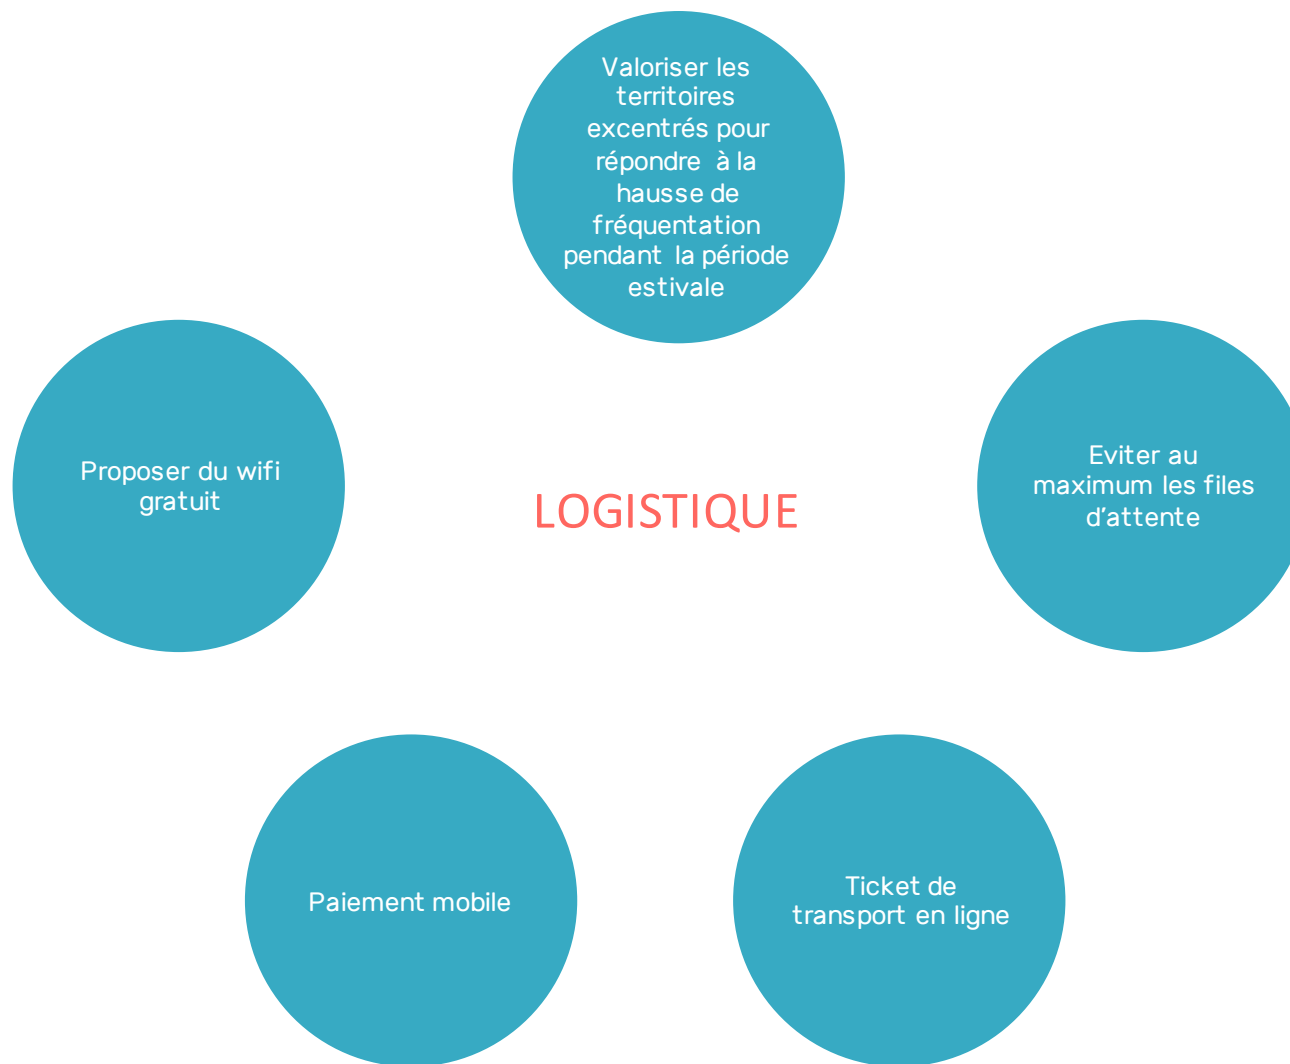 Valoriser les
territoires
excentrés pour
répondre à la
hausse de
fréquentation
pendant la période
estivale
Proposer du wifi
gratuit
LOGISTIQUE
Eviter au
maximum les files
d'attente
Paiement mobile
Ticket de
transport en ligne